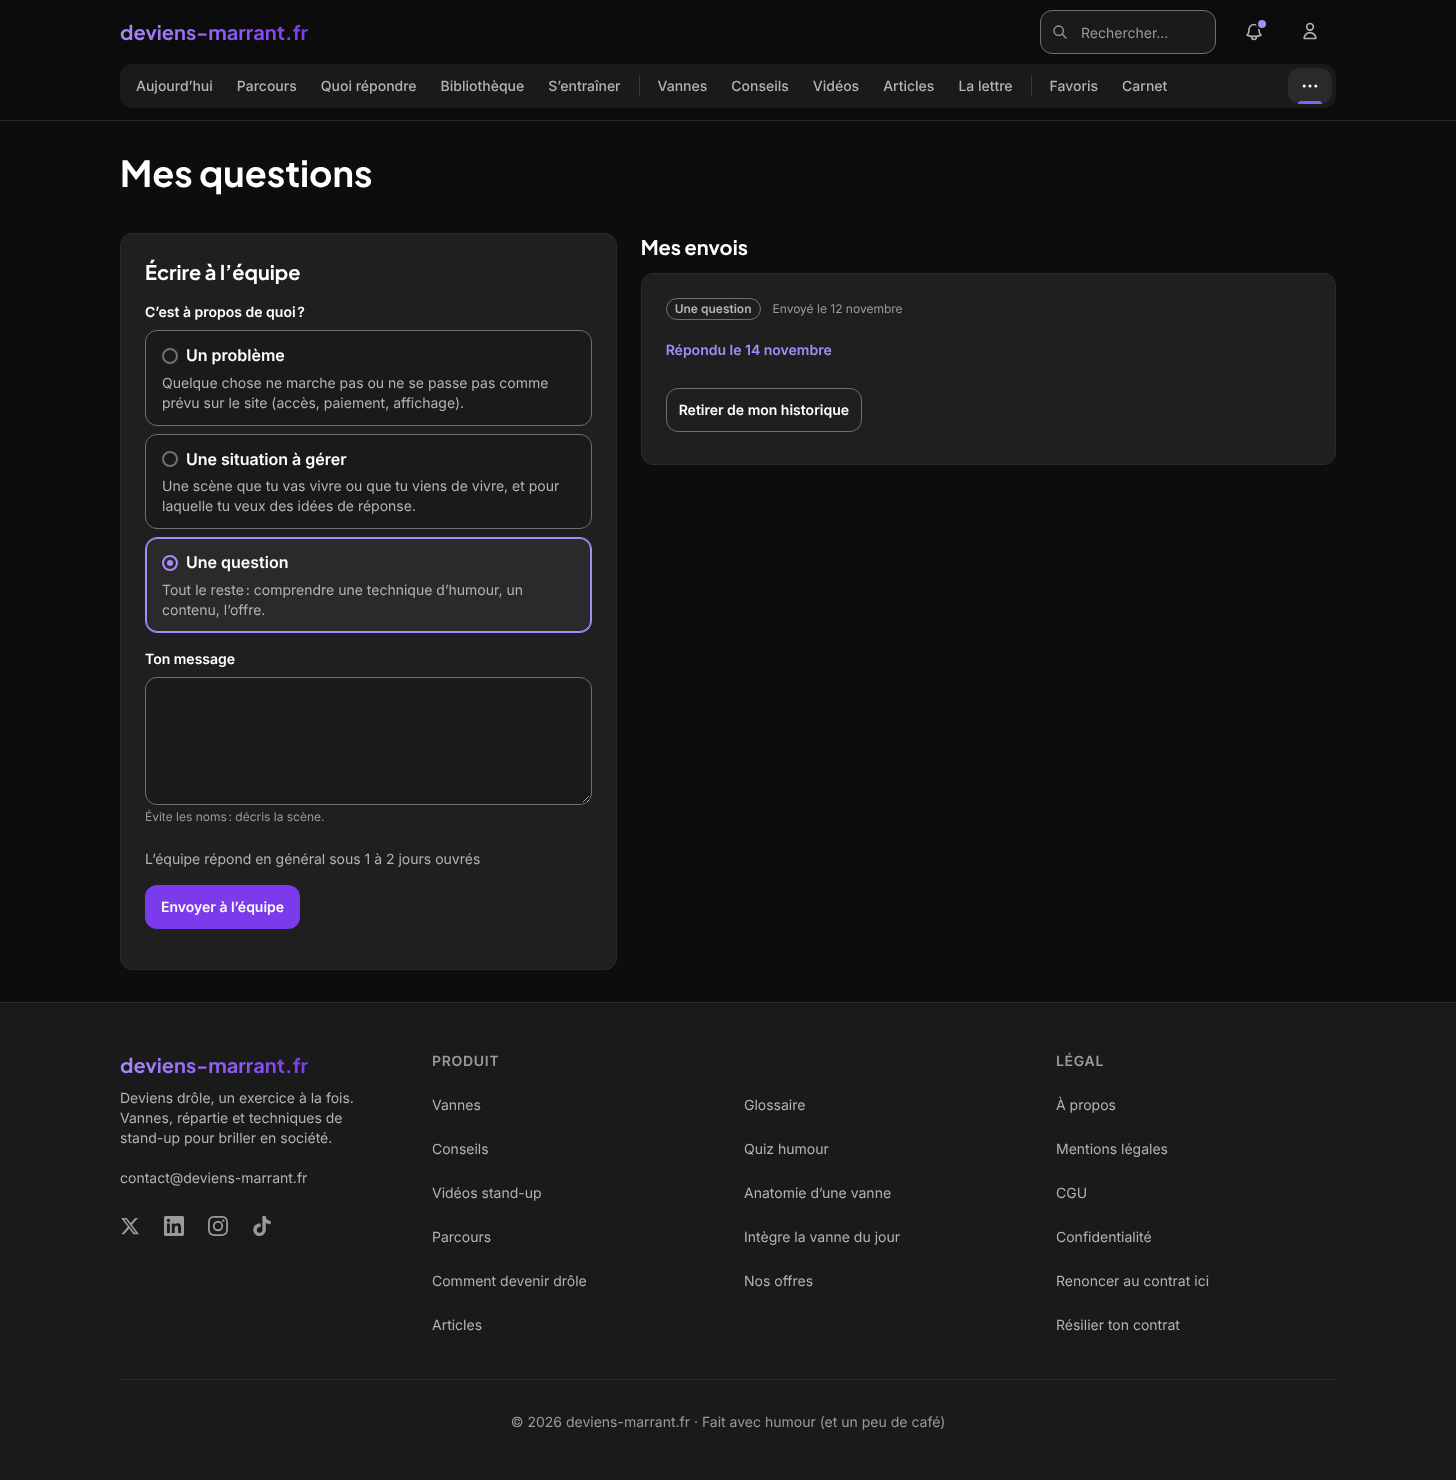 deviens-marrant.fr
Rechercher...
Aujourd’hui
Parcours
Quoi répondre
Bibliothèque
S’entraîner
Vannes
Conseils
Vidéos
Articles
La lettre
Favoris
Carnet
Mes questions
Écrire à l’équipe
C’est à propos de quoi ?
Un problème
Quelque chose ne marche pas ou ne se passe pas comme
prévu sur le site (accès, paiement, affichage).
Une situation à gérer
Une scène que tu vas vivre ou que tu viens de vivre, et pour
laquelle tu veux des idées de réponse.
Une question
Tout le reste : comprendre une technique d’humour, un
contenu, l’offre.
Ton message
Évite les noms : décris la scène.
L’équipe répond en général sous 1 à 2 jours ouvrés
Envoyer à l’équipe
Mes envois
Une question
Envoyé le 12 novembre
Répondu le 14 novembre
Retirer de mon historique
deviens-marrant.fr
Deviens drôle, un exercice à la fois.
Vannes, répartie et techniques de
stand-up pour briller en société.
contact@deviens-marrant.fr
PRODUIT
Vannes
Conseils
Vidéos stand-up
Parcours
Comment devenir drôle
Articles
Glossaire
Quiz humour
Anatomie d’une vanne
Intègre la vanne du jour
Nos offres
LÉGAL
À propos
Mentions légales
CGU
Confidentialité
Renoncer au contrat ici
Résilier ton contrat
© 2026 deviens-marrant.fr · Fait avec humour (et un peu de café)